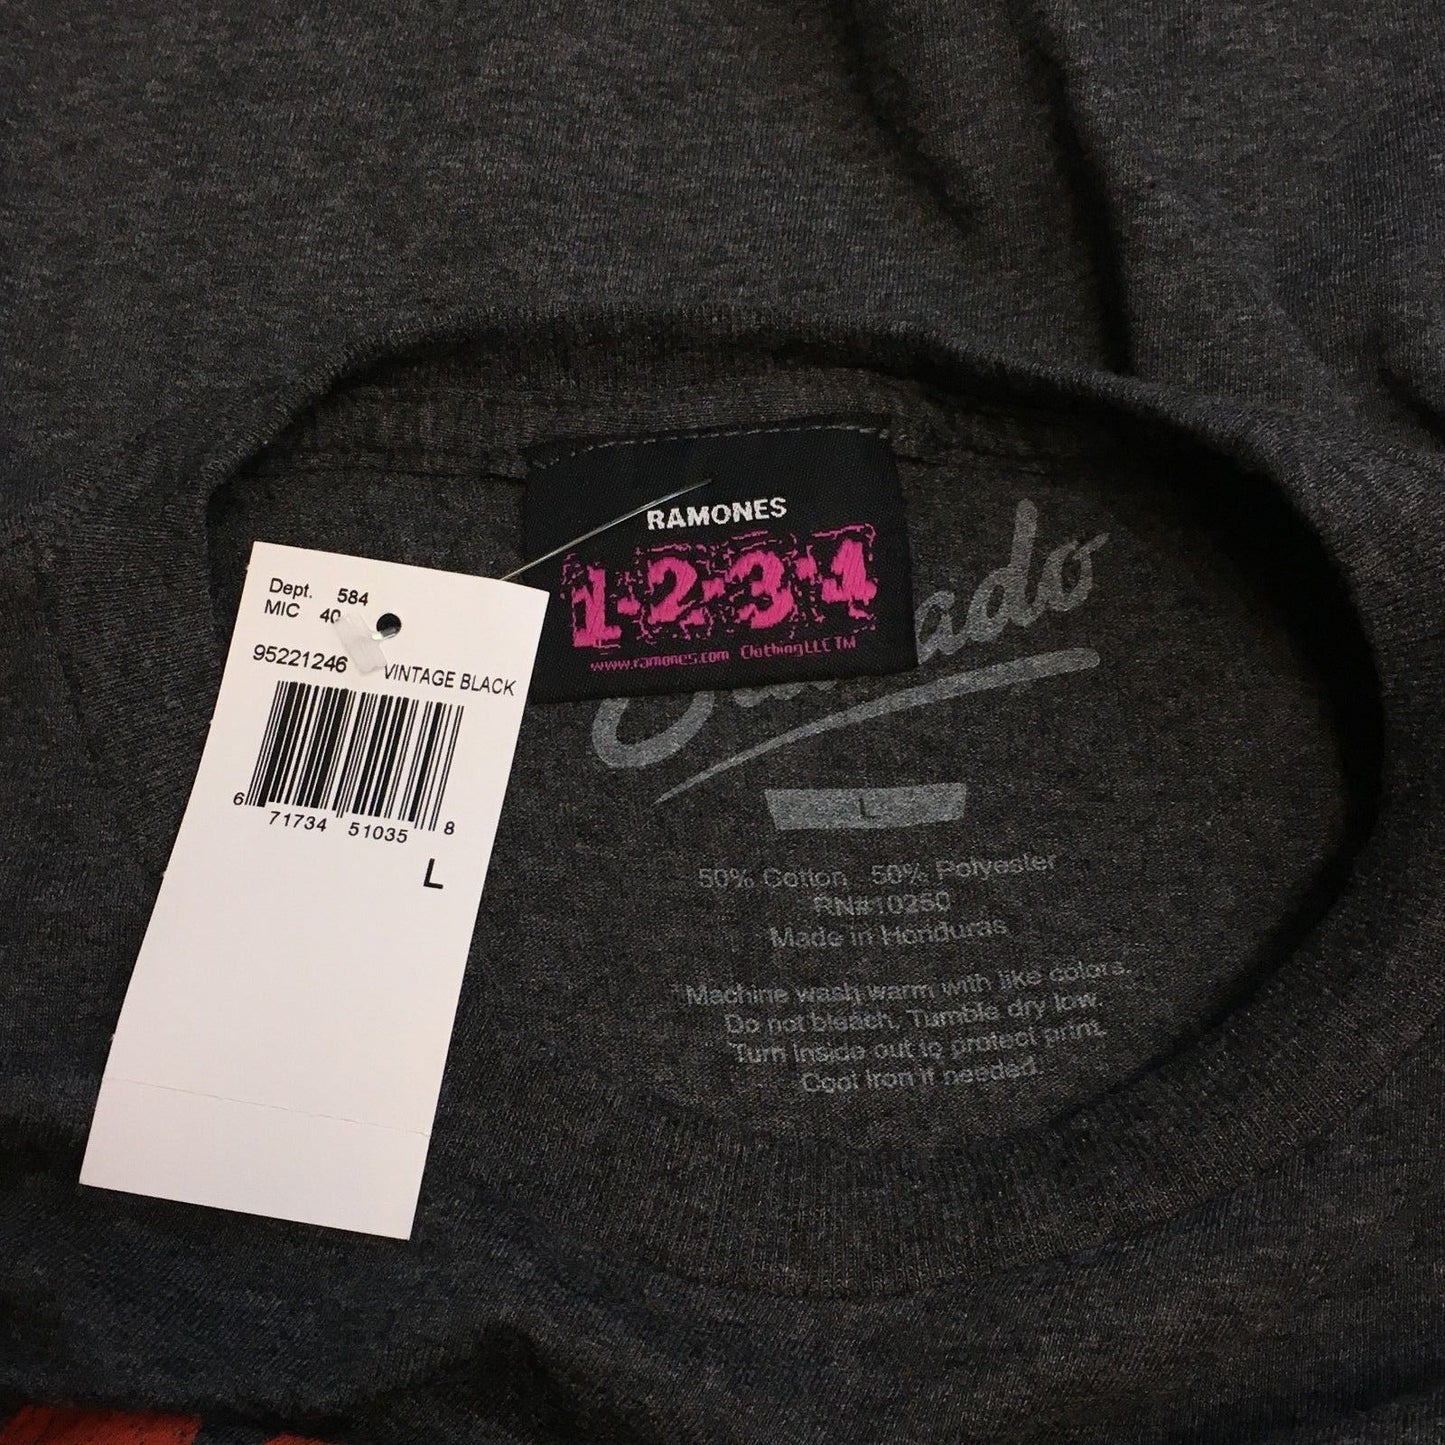 Dept. 584
MIC 40
95221246 VINTAGE BLACK
6 71734 51035 8
L
RAMONES
1-2-3-4
www.ramones.com Clothing LLC TM
L
50% Cotton 50% Polyester
RN#10250
Made in Honduras
Machine wash warm with like colors.
Do not bleach. Tumble dry low.
Turn inside out to protect print.
Cool iron if needed.